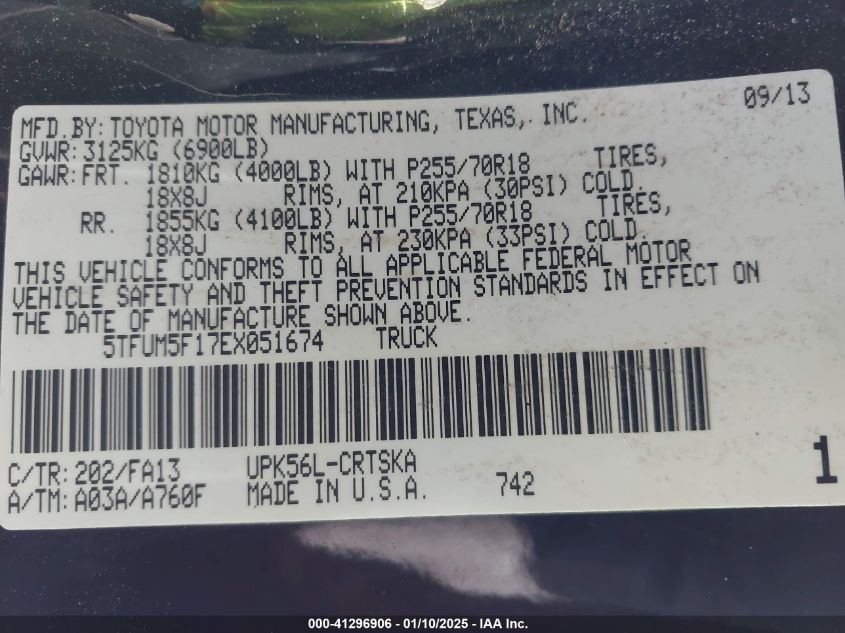 09/13
MFD.BY: TOYOTA MOTOR MANUFACTURING, TEXAS, INC.
GVWR: 3125KG (6900LB)
GAWR: FRT. 1810KG (4000LB) WITH P255/70R18 TIRES,
18X8J RIMS, AT 210KPA (30PSI) COLD.
RR. 1855KG (4100LB) WITH P255/70R18 TIRES,
18X8J RIMS, AT 230KPA (33PSI) COLD.
THIS VEHICLE CONFORMS TO ALL APPLICABLE FEDERAL MOTOR
VEHICLE SAFETY AND THEFT PREVENTION STANDARDS IN EFFECT ON
THE DATE OF MANUFACTURE SHOWN ABOVE.
5TFUM5F17EX051674 TRUCK
C/TR: 202/FA13 UPK56L-CRTSKA
A/TM: A03A/A760F MADE IN U.S.A. 742 1
000-41296906 - 01/10/2025 - IAA Inc.